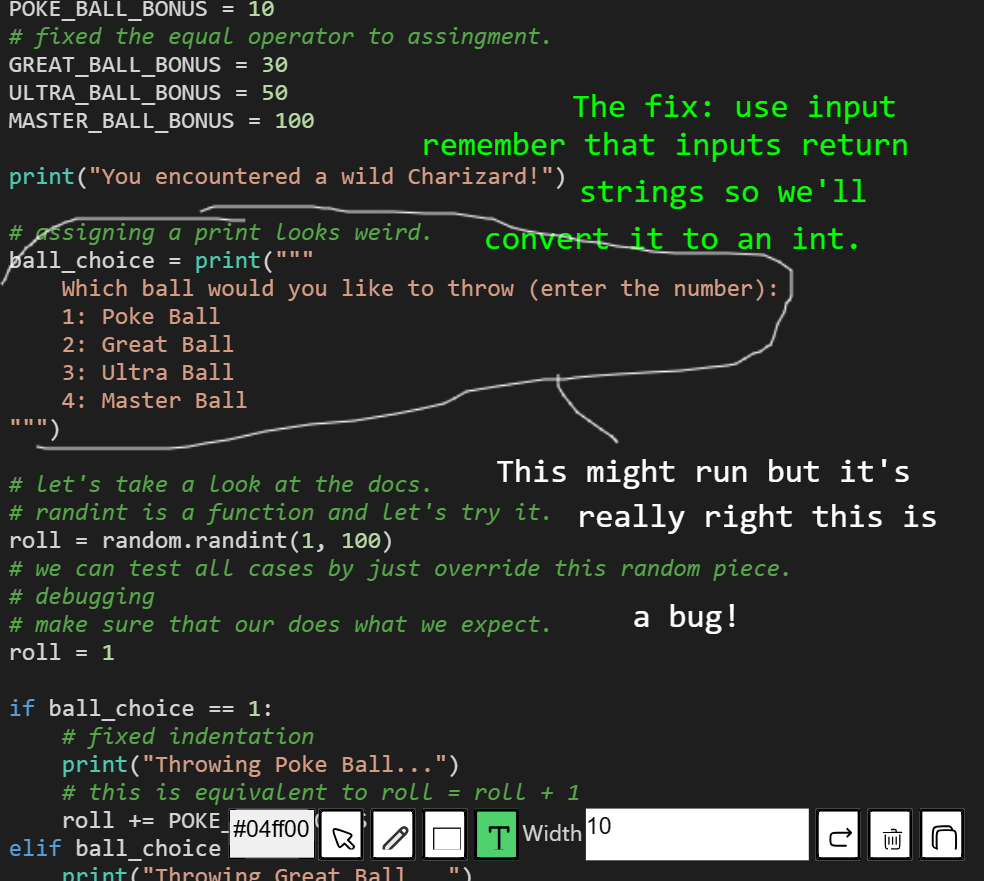 POKE_BALL_BONUS = 10
# fixed the equal operator to assingment.
GREAT_BALL_BONUS = 30
ULTRA_BALL_BONUS = 50
MASTER_BALL_BONUS = 100
The fix: use input
remember that inputs return
strings so we'll
convert it to an int.
print("You encountered a wild Charizard!")
# assigning a print looks weird.
ball_choice = print("""
    Which ball would you like to throw (enter the number):
    1: Poke Ball
    2: Great Ball
    3: Ultra Ball
    4: Master Ball
""")
This might run but it's
really right this is
a bug!
# let's take a look at the docs.
# randint is a function and let's try it.
roll = random.randint(1, 100)
# we can test all cases by just override this random piece.
# debugging
# make sure that our does what we expect.
roll = 1
if ball_choice == 1:
    # fixed indentation
    print("Throwing Poke Ball...")
    # this is equivalent to roll = roll + 1
    roll += POKE_
elif ball_choice
    print("Throwing Great Ball...")
#04ff00
T
Width
10